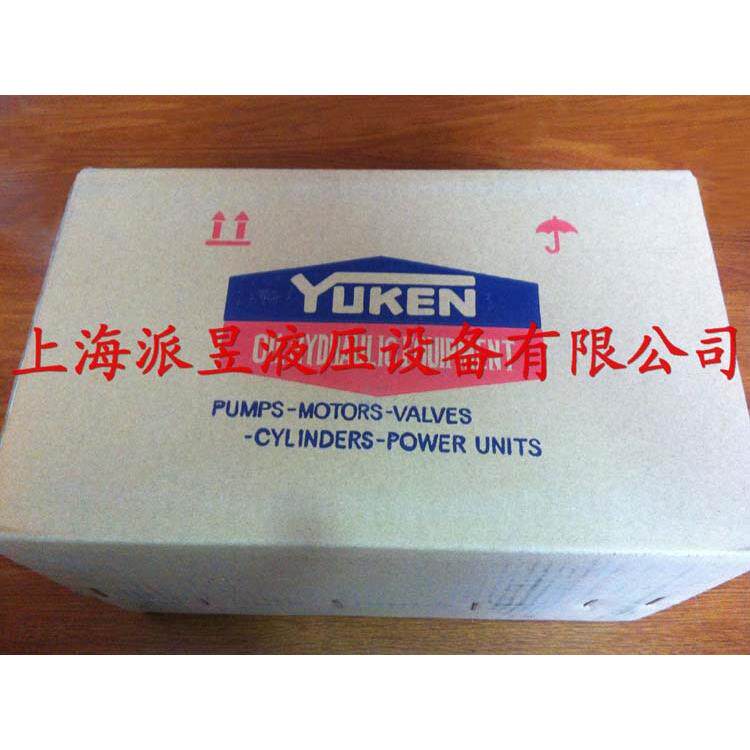 YUKEN
上海派昱液压设备有限公司
EQUIPMENT
PUMPS-MOTORS-VALVES
-CYLINDERS-POWER UNITS